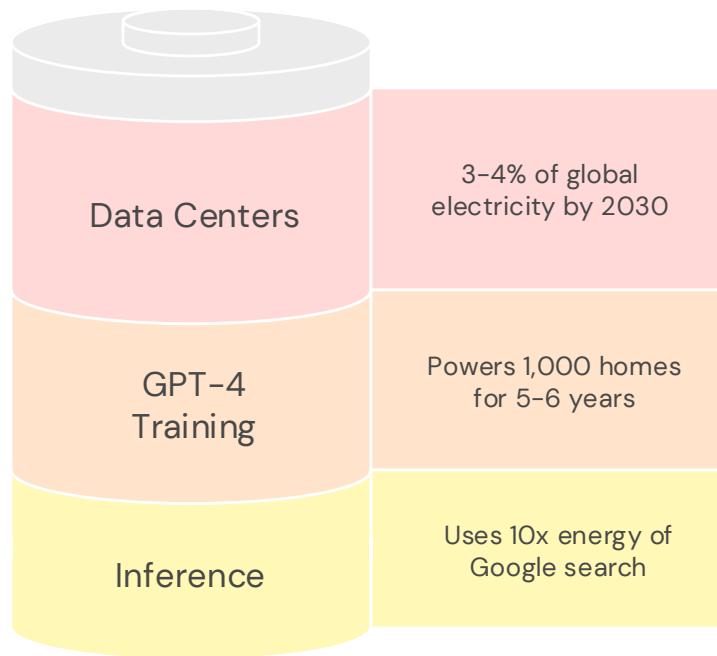 Data Centers
3-4% of global
electricity by 2030
GPT-4
Training
Powers 1,000 homes
for 5-6 years
Inference
Uses 10x energy of
Google search